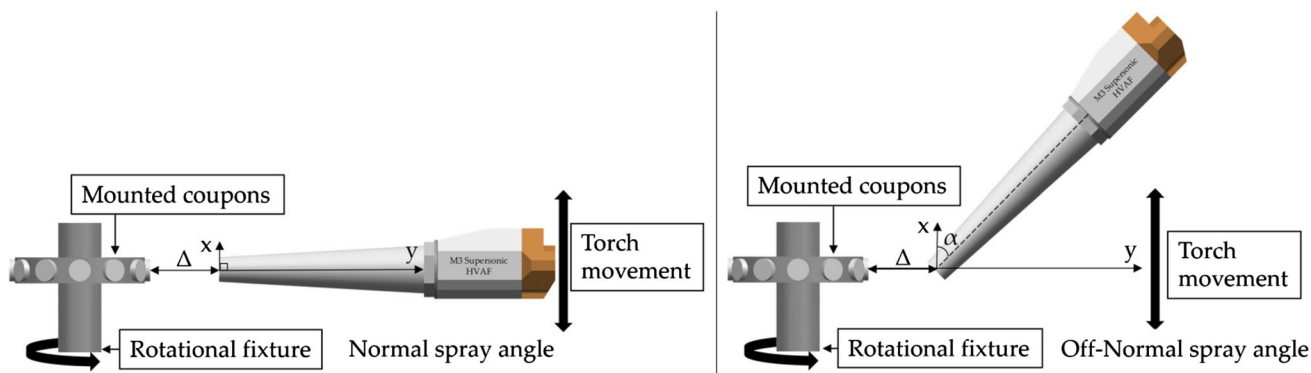 Mounted coupons
x
y
Δ
M3 Supersonic
HVAF
Torch
movement
Rotational fixture
Normal spray angle
M3 Supersonic
HVAF
Mounted coupons
x
α
Δ
y
Torch
movement
Rotational fixture
Off-Normal spray angle